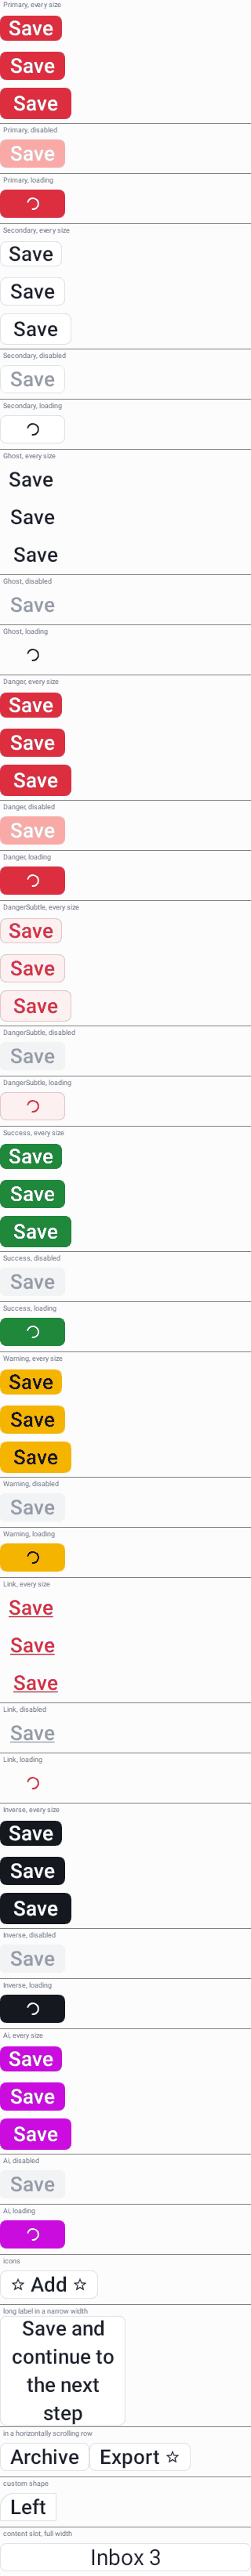 Primary, every size
Save
Save
Save
Primary, disabled
Save
Primary, loading
Secondary, every size
Save
Save
Save
Secondary, disabled
Save
Secondary, loading
Ghost, every size
Save
Save
Save
Ghost, disabled
Save
Ghost, loading
Danger, every size
Save
Save
Save
Danger, disabled
Save
Danger, loading
DangerSubtle, every size
Save
Save
Save
DangerSubtle, disabled
Save
DangerSubtle, loading
Success, every size
Save
Save
Save
Success, disabled
Save
Success, loading
Warning, every size
Save
Save
Save
Warning, disabled
Save
Warning, loading
Link, every size
Save
Save
Save
Link, disabled
Save
Link, loading
Inverse, every size
Save
Save
Save
Inverse, disabled
Save
Inverse, loading
Ai, every size
Save
Save
Save
Ai, disabled
Save
Ai, loading
icons
Add
long label in a narrow width
Save and
continue to
the next
step
in a horizontally scrolling row
Archive Export
custom shape
Left
content slot, full width
Inbox 3